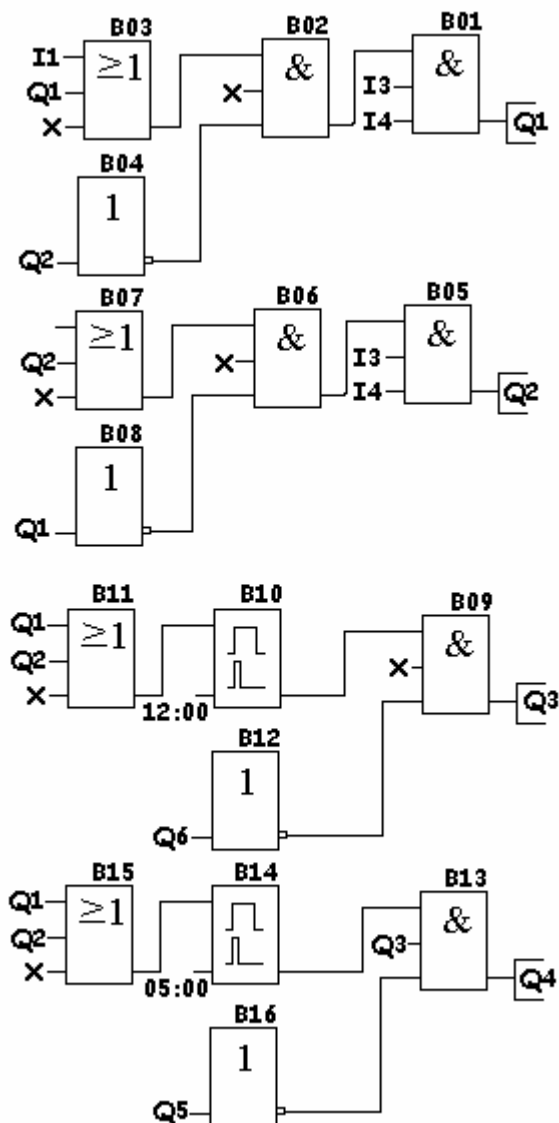 B03 B02 B01
I1 ≥1 & &
Q1 X I3
X I4 Q1
B04
1
Q2
B07 B06 B05
≥1 & &
Q2 X I3
X I4 Q2
B08
1
Q1
B11 B10 B09
Q1 ≥1 &
Q2 X
X 12:00 Q3
B12
1
Q6
B15 B14 B13
Q1 ≥1 &
Q2 Q3
X 05:00 Q4
B16
1
Q5